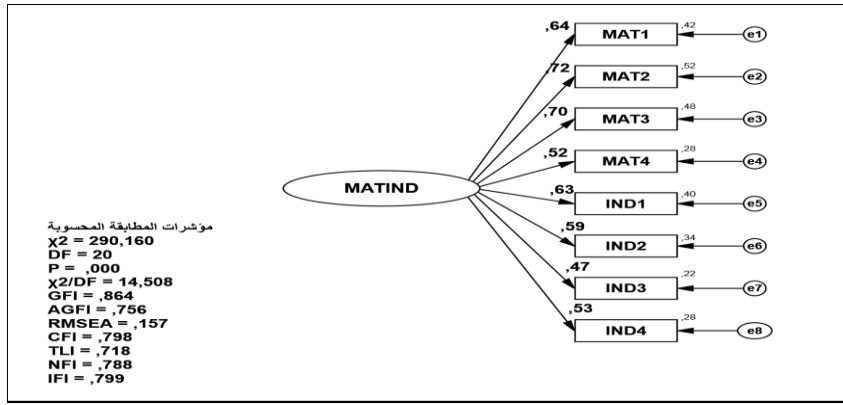 ,64 MAT1 ,42 e1
,72 MAT2 ,52 e2
,70 MAT3 ,48 e3
,52 MAT4 ,28 e4
MATIND
,63 IND1 ,40 e5
,59 IND2 ,34 e6
,47 IND3 ,22 e7
,53 IND4 ,28 e8
مؤشرات المطابقة المحسوبة
χ2 = 290,160
DF = 20
P = ,000
χ2/DF = 14,508
GFI = ,864
AGFI = ,756
RMSEA = ,157
CFI = ,798
TLI = ,718
NFI = ,788
IFI = ,799